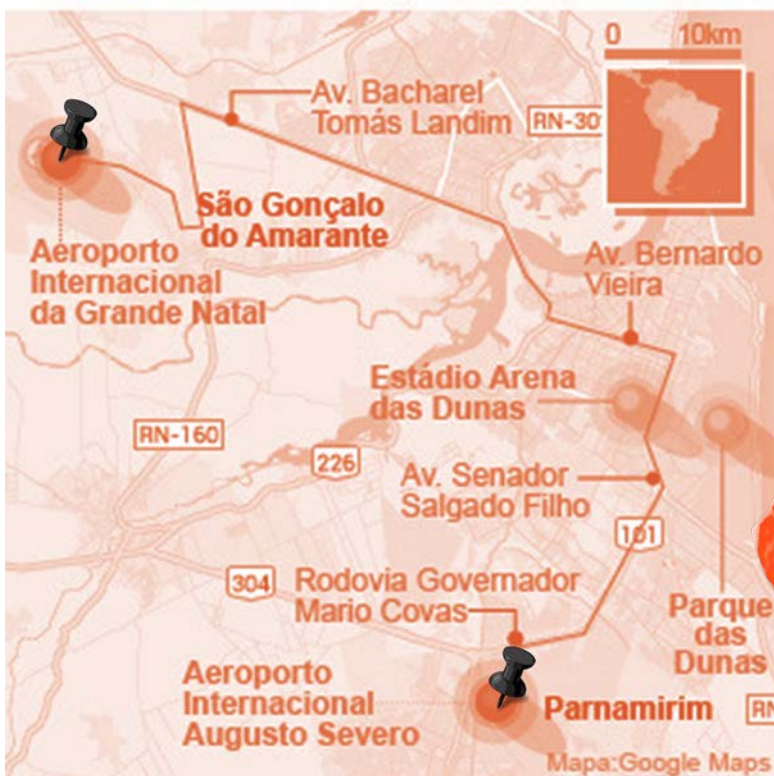 0 10km
Av. Bacharel
Tomás Landim
RN-30
São Gonçalo
do Amarante
Aeroporto
Internacional
da Grande Natal
Av. Bernardo
Vieira
Estádio Arena
das Dunas
RN-160
226
Av. Senador
Salgado Filho
101
304
Rodovia Governador
Mario Covas
Parque
das
Dunas
Aeroporto
Internacional
Augusto Severo
Parnamirim
RN
Mapa:Google Maps